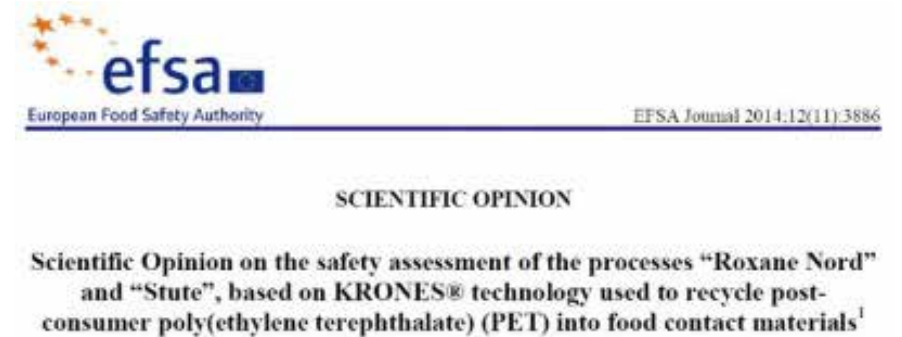 efsa
European Food Safety Authority
EFSA Journal 2014;12(11):3886
SCIENTIFIC OPINION
Scientific Opinion on the safety assessment of the processes “Roxane Nord”
and “Stute”, based on KRONES® technology used to recycle post-
consumer poly(ethylene terephthalate) (PET) into food contact materials¹